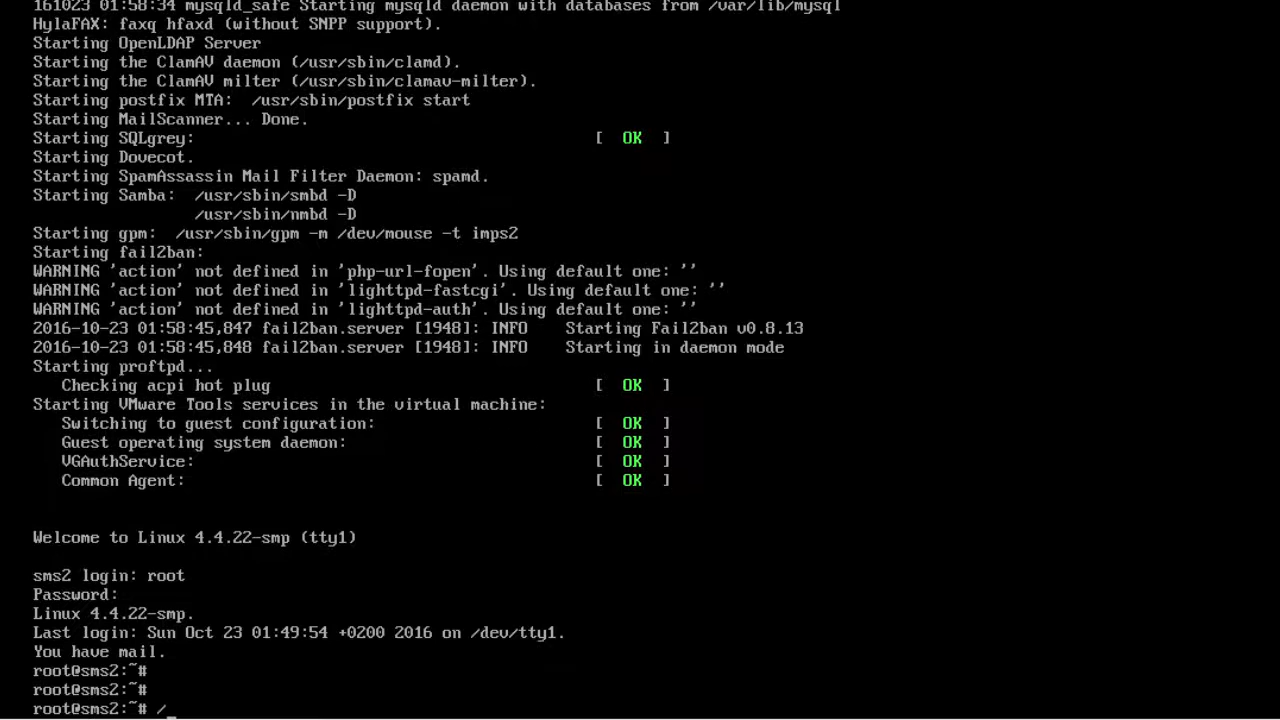 161023 01:58:34 mysqld_safe Starting mysqld daemon with databases from /var/lib/mysql
HylaFAX: faxq hfaxd (without SNPP support).
Starting OpenLDAP Server
Starting the ClamAV daemon (/usr/sbin/clamd).
Starting the ClamAV milter (/usr/sbin/clamav-milter).
Starting postfix MTA:  /usr/sbin/postfix start
Starting MailScanner... Done.
Starting SQLgrey:                                          [  OK  ]
Starting Dovecot.
Starting SpamAssassin Mail Filter Daemon: spamd.
Starting Samba:  /usr/sbin/smbd -D
                 /usr/sbin/nmbd -D
Starting gpm:  /usr/sbin/gpm -m /dev/mouse -t imps2
Starting fail2ban:
WARNING 'action' not defined in 'php-url-fopen'. Using default one: ''
WARNING 'action' not defined in 'lighttpd-fastcgi'. Using default one: ''
WARNING 'action' not defined in 'lighttpd-auth'. Using default one: ''
2016-10-23 01:58:45,847 fail2ban.server [1948]: INFO    Starting Fail2ban v0.8.13
2016-10-23 01:58:45,848 fail2ban.server [1948]: INFO    Starting in daemon mode
Starting proftpd...
   Checking acpi hot plug                                  [  OK  ]
Starting VMware Tools services in the virtual machine:
   Switching to guest configuration:                       [  OK  ]
   Guest operating system daemon:                          [  OK  ]
   VGAuthService:                                          [  OK  ]
   Common Agent:                                           [  OK  ]
Welcome to Linux 4.4.22-smp (tty1)
sms2 login: root
Password:
Linux 4.4.22-smp.
Last login: Sun Oct 23 01:49:54 +0200 2016 on /dev/tty1.
You have mail.
root@sms2:~#
root@sms2:~#
root@sms2:~# /_